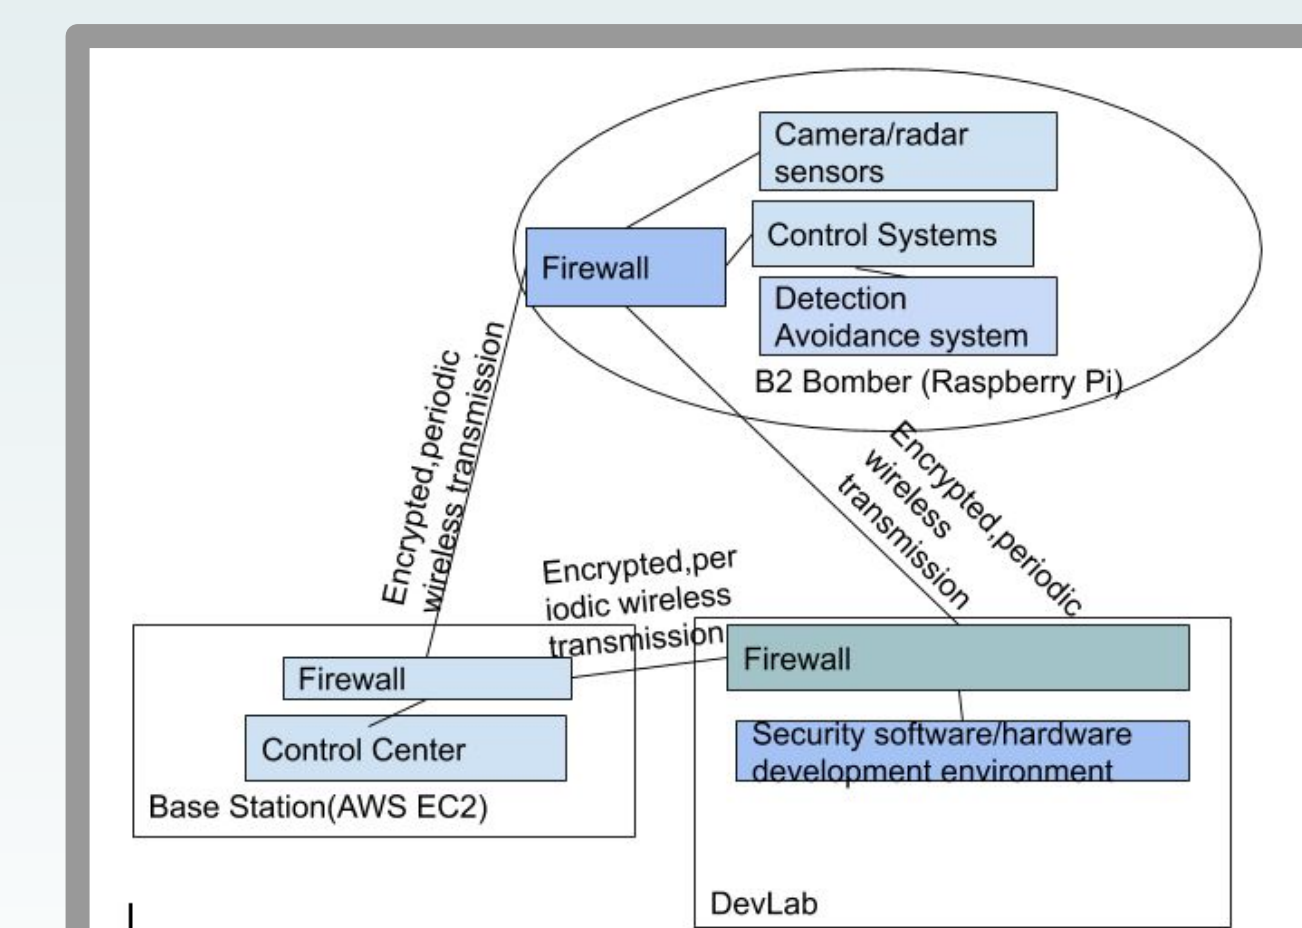 Camera/radar
sensors
Control Systems
Firewall
Detection
Avoidance system
B2 Bomber (Raspberry Pi)
Encrypted,periodic
wireless transmission
Encrypted,periodic
wireless
transmission
Encrypted,per
iodic wireless
transmission
Firewall
Control Center
Base Station(AWS EC2)
Firewall
Security software/hardware
development environment
DevLab